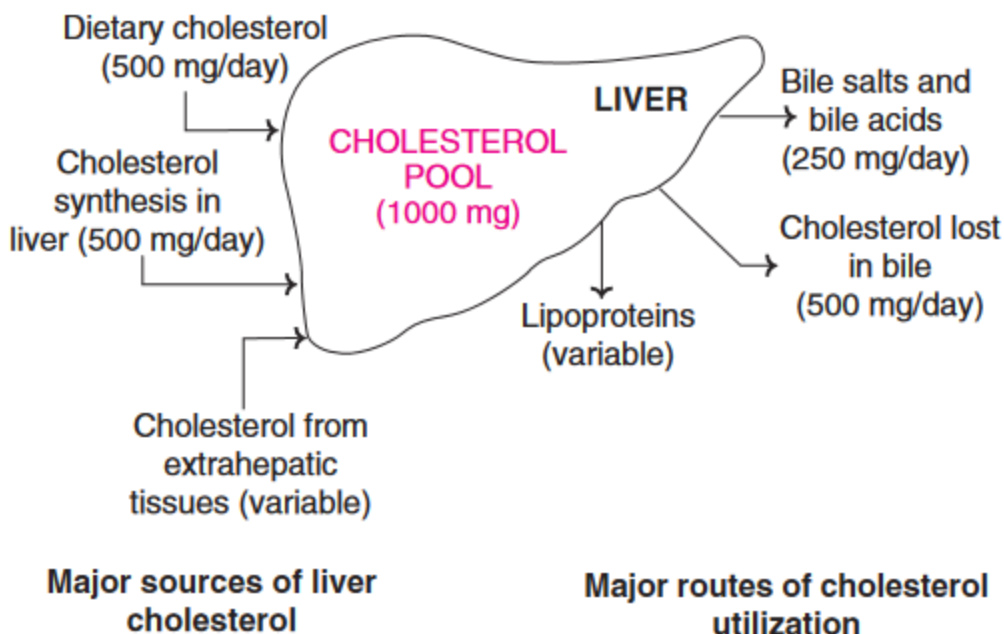 Dietary cholesterol
(500 mg/day)
Cholesterol
synthesis in
liver (500 mg/day)
Cholesterol from
extrahepatic
tissues (variable)
LIVER
CHOLESTEROL
POOL
(1000 mg)
Lipoproteins
(variable)
Bile salts and
bile acids
(250 mg/day)
Cholesterol lost
in bile
(500 mg/day)
Major sources of liver
cholesterol
Major routes of cholesterol
utilization